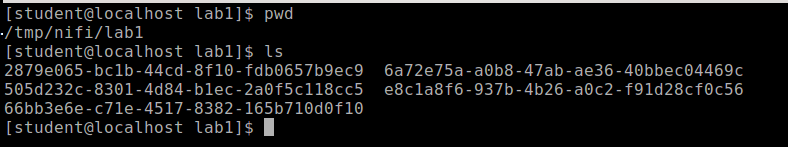 [student@localhost lab1]$ pwd
/tmp/nifi/lab1
[student@localhost lab1]$ ls
2879e065-bc1b-44cd-8f10-fdb0657b9ec9  6a72e75a-a0b8-47ab-ae36-40bbec04469c
505d232c-8301-4d84-b1ec-2a0f5c118cc5  e8c1a8f6-937b-4b26-a0c2-f91d28cf0c56
66bb3e6e-c71e-4517-8382-165b710d0f10
[student@localhost lab1]$